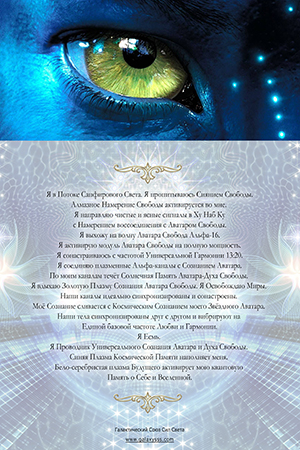 Я в Потоке Сапфирового Света. Я пропитываюсь Сиянием Свободы.
Алмазное Намерение Свободы активируется во мне.
Я направляю чистые и ясные сигналы в Ху Наб Ку
с Намерением воссоединения с Аватаром Свободы.
Я выхожу на волну Аватара Свобода Альфа-16.
Я активирую модуль Аватара Свободы на полную мощность.
Я сонастраиваюсь с частотой Универсальной Гармонии 13:20.
Я соединяю плазменные Альфа-каналы с Сознанием Аватара.
По моим каналам течёт Солнечная Память Аватара-Духа Свободы.
Я вдыхаю Золотую Плазму Сознания Аватара Свободы. Я Освобождаю Миры.
Наши каналы идеально синхронизированы и сонастроены.
Моё Сознание сливается с Космическим Сознанием моего Звёздного Аватара.
Наши тела синхронизированы друг с другом и вибрируют на
Единой базовой частоте Любви и Гармонии.
Я Есмь.
Я Проводник Универсального Сознания Аватара и Духа Свободы.
Синяя Плазма Космической Памяти наполняет меня.
Бело-серебристая плазма Будущего активирует мою квантовую
Память о Себе и Вселенной.
Галактический Союз Сил Света
www.galaxysss.com